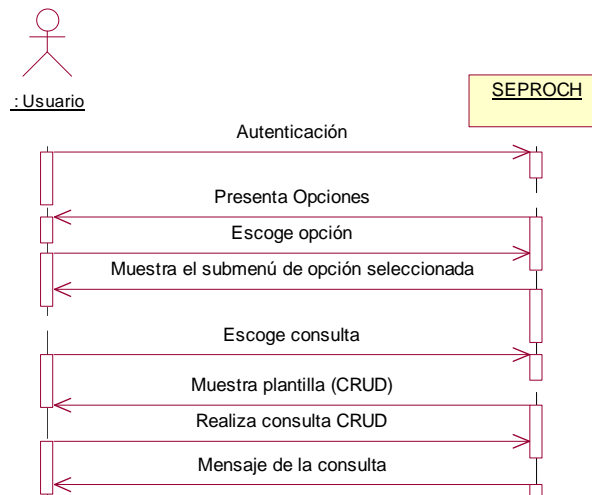 : Usuario
SEPROCH
Autenticación
Presenta Opciones
Escoge opción
Muestra el submenú de opción seleccionada
Escoge consulta
Muestra plantilla (CRUD)
Realiza consulta CRUD
Mensaje de la consulta